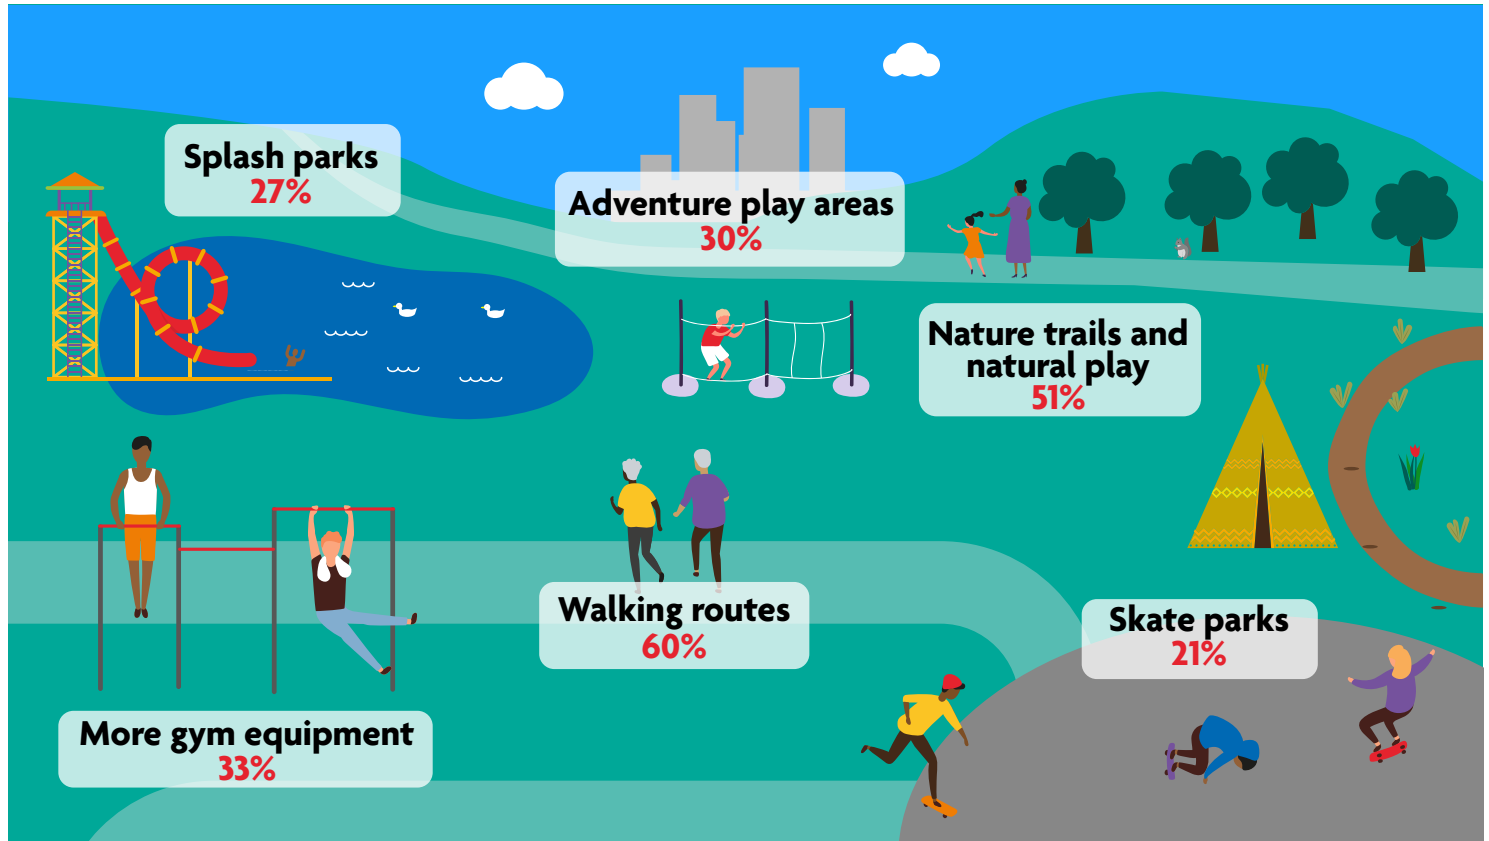 Splash parks
27%
Adventure play areas
30%
Nature trails and
natural play
51%
Walking routes
60%
Skate parks
21%
More gym equipment
33%